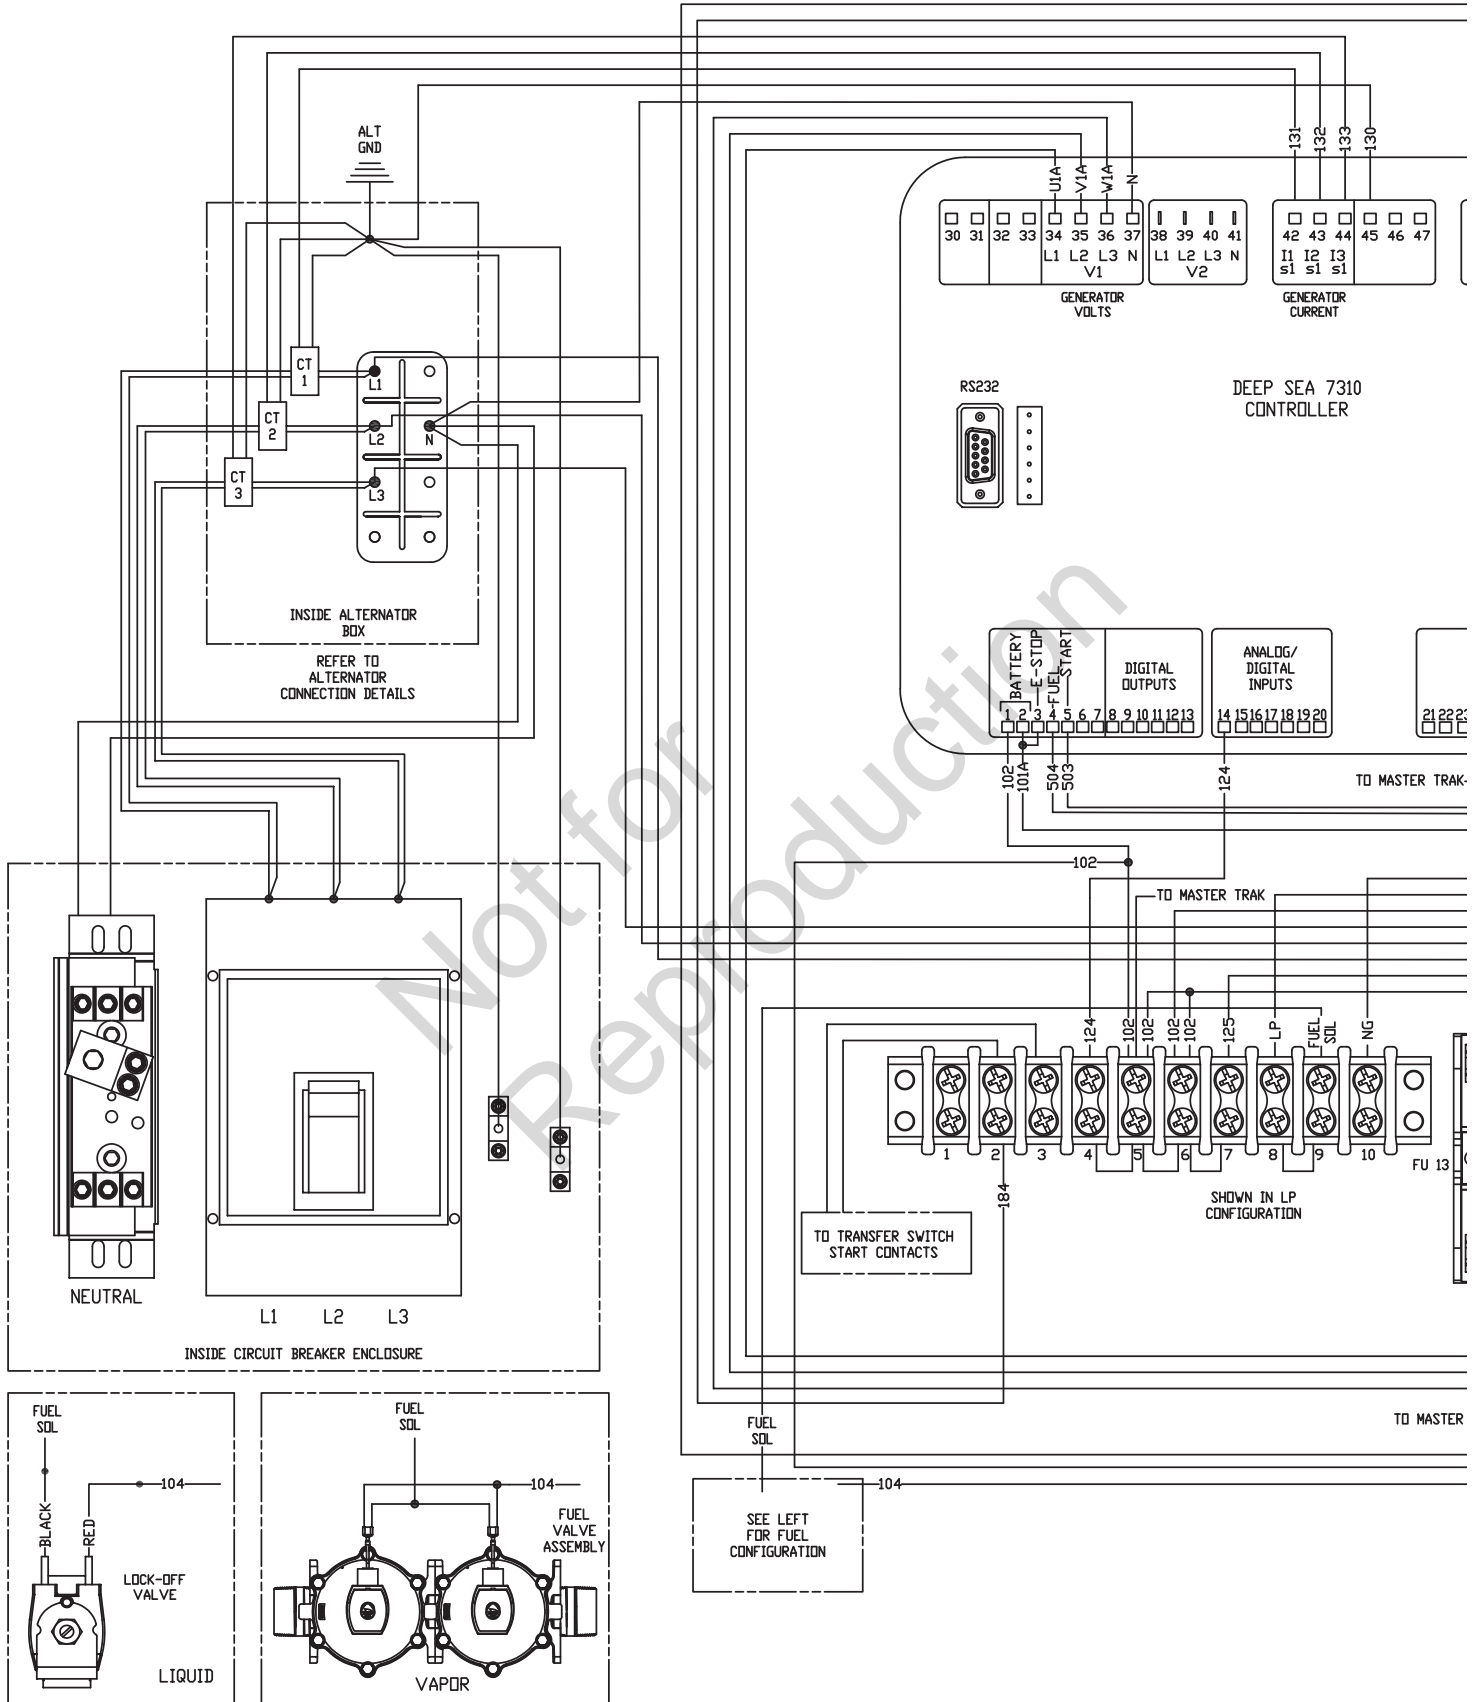 ALT
GND
131
132
133
130
U1A
V1A
W1A
N
30 31 32 33 34 35 36 37
38 39 40 41
42 43 44 45 46 47
L1 L2 L3 N
V1
L1 L2 L3 N
V2
I1 I2 I3
s1 s1 s1
GENERATOR
VOLTS
GENERATOR
CURRENT
CT
1
CT
2
CT
3
L1
L2
N
L3
RS232
DEEP SEA 7310
CONTROLLER
INSIDE ALTERNATOR
BOX
REFER TO
ALTERNATOR
CONNECTION DETAILS
BATTERY
E-STOP
FUEL
START
DIGITAL
OUTPUTS
ANALOG/
DIGITAL
INPUTS
1 2 3 4 5 6 7 8 9 10 11 12 13
14 15 16 17 18 19 20
21 22 23
102
101A
504
503
124
TO MASTER TRAK
102
TO MASTER TRAK
Not for
Reproduction
124
102
102
102
102
125
LP
FUEL
SOL
NG
1 2 3 4 5 6 7 8 9 10
FU 13
184
SHOWN IN LP
CONFIGURATION
TO TRANSFER SWITCH
START CONTACTS
NEUTRAL
L1 L2 L3
INSIDE CIRCUIT BREAKER ENCLOSURE
FUEL
SOL
104
BLACK
RED
LOCK-OFF
VALVE
LIQUID
FUEL
SOL
104
FUEL
VALVE
ASSEMBLY
VAPOR
FUEL
SOL
104
SEE LEFT
FOR FUEL
CONFIGURATION
TO MASTER